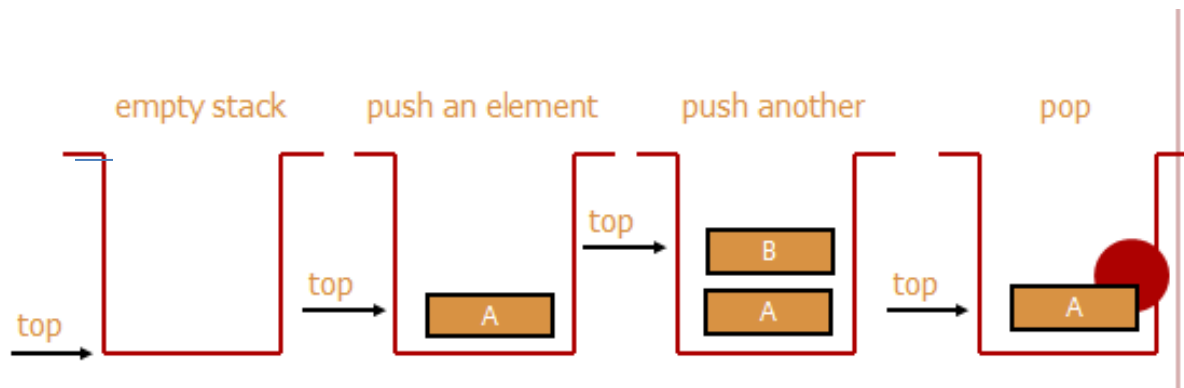 empty stack
push an element
push another
pop
top
top
A
top
B
A
top
A